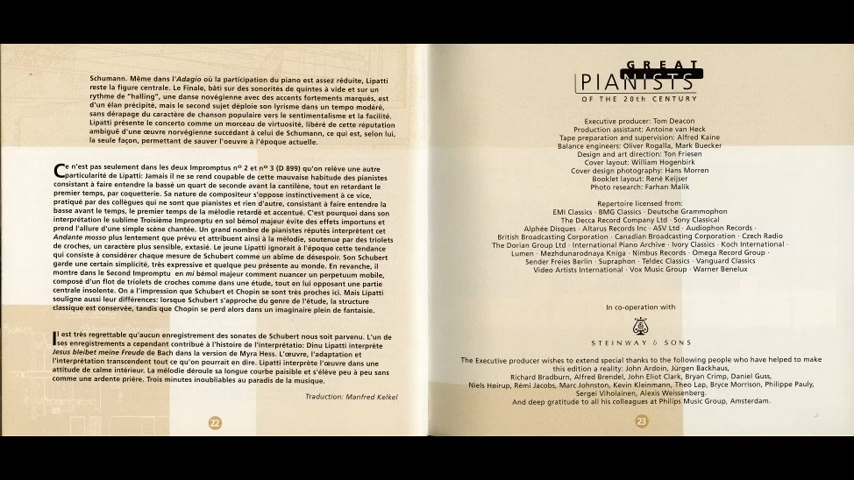 Schumann. Même dans l'Adagio où la participation du piano est assez réduite, Lipatti
reste la figure centrale. Le Finale, bâti sur des sonorités de quintes à vide et sur un
rythme de "halling", une danse novégienne avec des accents fortements marqués, est
d'un élan précipité, mais le second sujet déploie son lyrisme dans un tempo modéré,
sans dérapage du caractère de chanson populaire vers le sentimentalisme et la facilité.
Lipatti présente le concerto comme un morceau de virtuosité, libéré de cette réputation
ambiguë d'une œuvre norvégienne succédant à celui de Schumann, ce qui est, selon lui,
la seule façon, permettant de sauver l'oeuvre à l'époque actuelle.
Ce n'est pas seulement dans les deux Impromptus nº 2 et nº 3 (D 899) qu'on relève une autre
particularité de Lipatti: Jamais il ne se rend coupable de cette mauvaise habitude des pianistes
consistant à faire entendre la basse un quart de seconde avant la cantilène, tout en retardant le
premier temps, par coquetterie. Sa nature de compositeur s'oppose instinctivement à ce vice,
pratiqué par des collègues qui ne sont que pianistes et rien d'autre, consistant à faire entendre la
basse avant le temps, le premier temps de la mélodie retardé et accentué. C'est pourquoi dans son
interprétation le sublime Troisième Impromptu en sol bémol majeur évite des effets importuns et
prend l'allure d'une simple scène chantée. Un grand nombre de pianistes réputés interprètent cet
Andante mosso plus lentement que prévu et attribuent ainsi à la mélodie, soutenue par des triolets
de croches, un caractère plus sensible, extasié. Le jeune Lipatti ignorait à l'époque cette tendance
qui consiste à considérer chaque mesure de Schubert comme un abîme de désespoir. Son Schubert
garde une certain simplicité, très expressive et quelque peu présente au monde. En revanche, il
montre dans le Second Impromptu en mi bémol majeur comment nuancer un perpetuum mobile,
composé d'un flot de triolets de croches comme dans une étude, tout en lui opposant une partie
centrale insolente. On a l'impression que Schubert et Chopin se sont très proches ici. Mais Lipatti
souligne aussi leur différences: lorsque Schubert s'approche du genre de l'étude, la structure
classique est conservée, tandis que Chopin se perd alors dans un imaginaire plein de fantaisie.
Il est très regrettable qu'aucun enregistrement des sonates de Schubert nous soit parvenu. L'un de
ses enregistrements a cependant contribué à l'histoire de l'interprétation: Dinu Lipatti interprète
Jesus bleibet meine Freude de Bach dans la version de Myra Hess. L'œuvre, l'adaptation et
l'interprétation transcendent tout ce qu'on pourrait en dire. Lipatti interprète l'œuvre dans une
attitude de calme intérieur. La mélodie déroule sa longue courbe paisible et s'élève peu à peu sans
comme une ardente prière. Trois minutes inoubliables au paradis de la musique.
Traduction: Manfred Kelkel
22
GREAT
PIANISTS
OF THE 20th CENTURY
Executive producer: Tom Deacon
Production assistant: Antoine van Heck
Tape preparation and supervision: Alfred Kaine
Balance engineers: Oliver Rogalla, Mark Buecker
Design and art direction: Ton Friesen
Cover layout: William Hogenbirk
Cover design photography: Hans Morren
Booklet layout: René Keijser
Photo research: Farhan Malik
Repertoire licensed from:
EMI Classics · BMG Classics · Deutsche Grammophon
The Decca Record Company Ltd · Sony Classical
Alphée Disques · Altarus Records Inc · ASV Ltd · Audiophon Records ·
British Broadcasting Corporation · Canadian Broadcasting Corporation · Czech Radio
The Dorian Group Ltd · International Piano Archive · Ivory Classics · Koch International ·
Lumen · Mezhdunarodnaya Kniga · Nimbus Records · Omega Record Group ·
Sender Freies Berlin · Supraphon · Teldec Classics · Vanguard Classics
Video Artists International · Vox Music Group · Warner Benelux
In co-operation with
STEINWAY & SONS
The Executive producer wishes to extend special thanks to the following people who have helped to make
this edition a reality: John Ardoin, Jürgen Backhaus,
Richard Bradburn, Alfred Brendel, John Eliot Clark, Bryan Crimp, Daniel Guss,
Niels Høirup, Rémi Jacobs, Marc Johnston, Kevin Kleinmann, Theo Lap, Bryce Morrison, Philippe Pauly,
Sergei Viholainen, Alexis Weissenberg.
And deep gratitude to all his colleagues at Philips Music Group, Amsterdam.
23